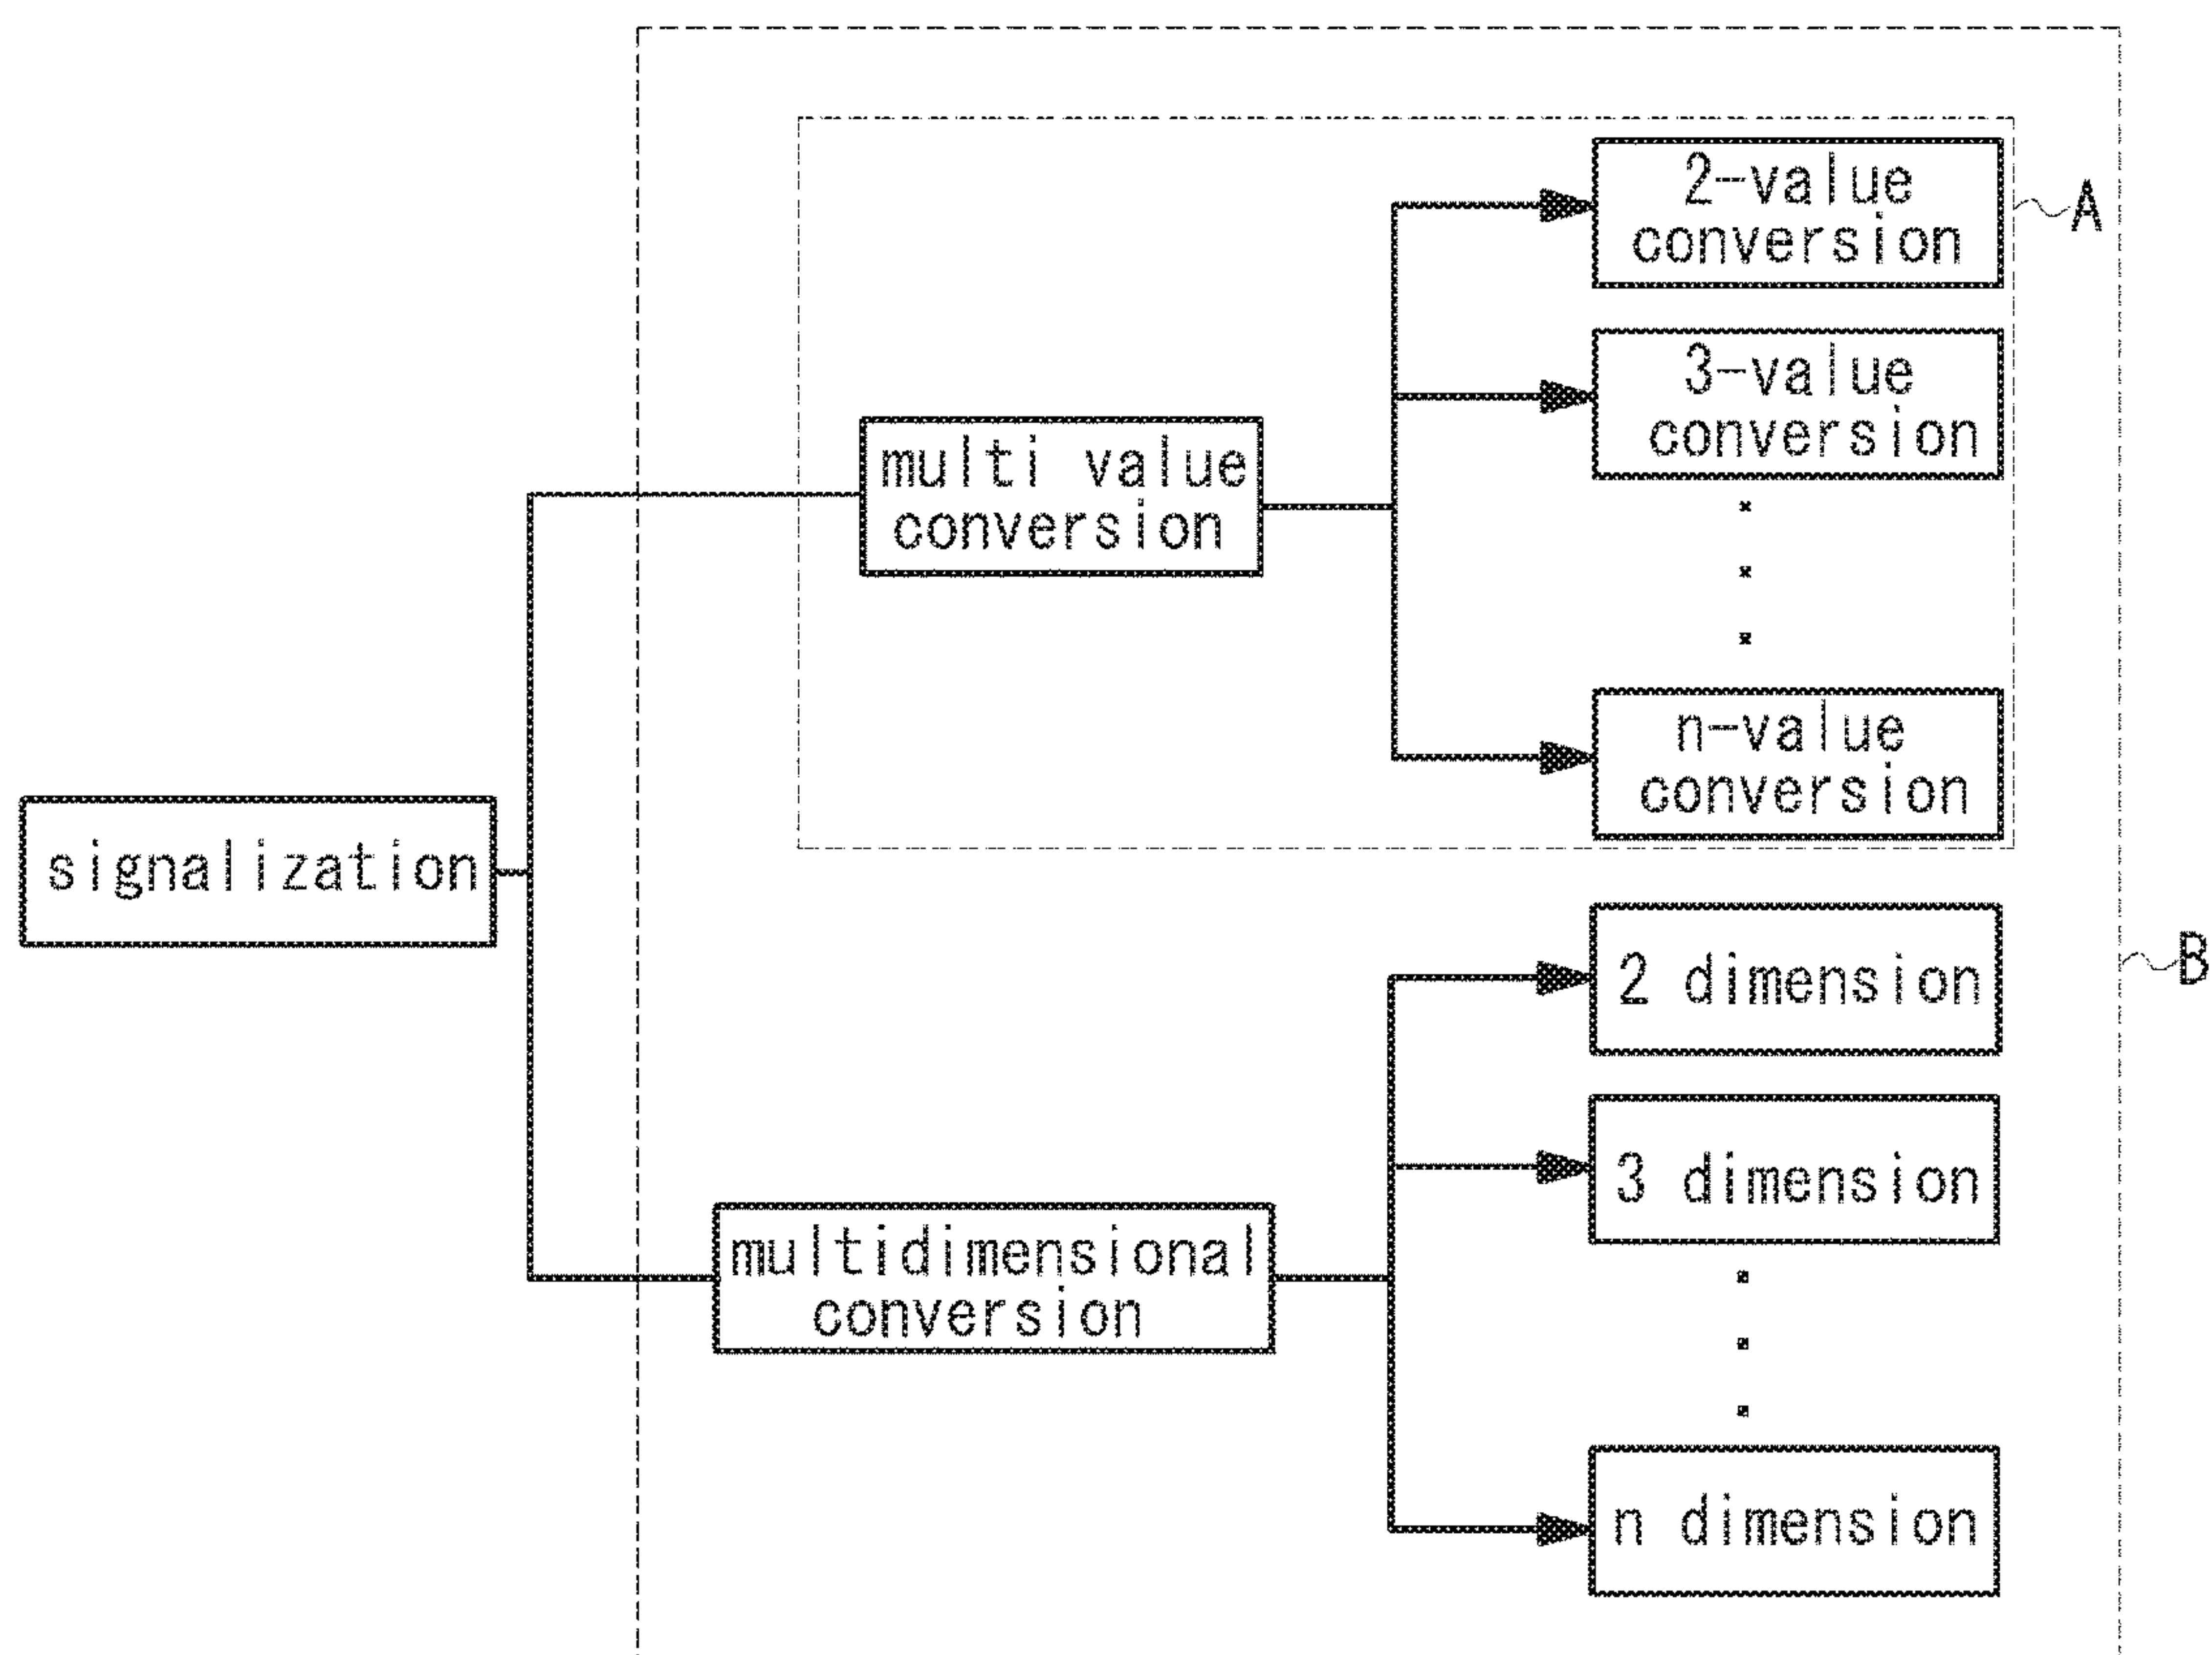 2-value
conversion
A
3-value
conversion
multi value
conversion
n-value
conversion
signalization
2 dimension
B
3 dimension
multidimensional
conversion
n dimension